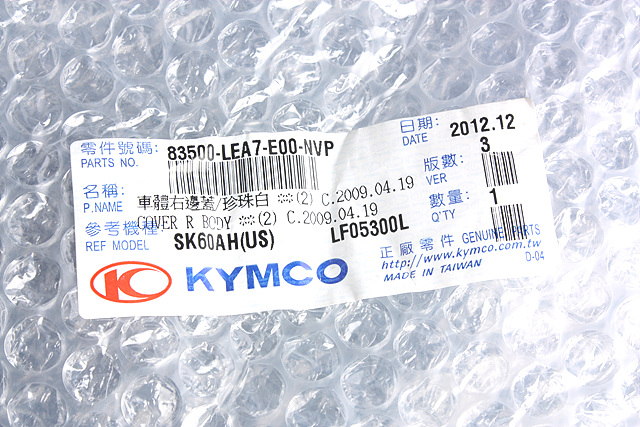 零件號碼: 83500-LEA7-E00-NVP
PARTS NO.
日期: 2012.12
DATE
版數: 3
VER
名稱: 車體右邊蓋/珍珠白 ※(2) C.2009.04.19
P.NAME COVER R BODY ※(2) C.2009.04.19
數量: 1
Q'TY
參考機種: SK60AH(US) LF05300L
REF MODEL
正廠零件 GENUINE PARTS
KYMCO
http://www.kymco.com.tw
MADE IN TAIWAN D-04